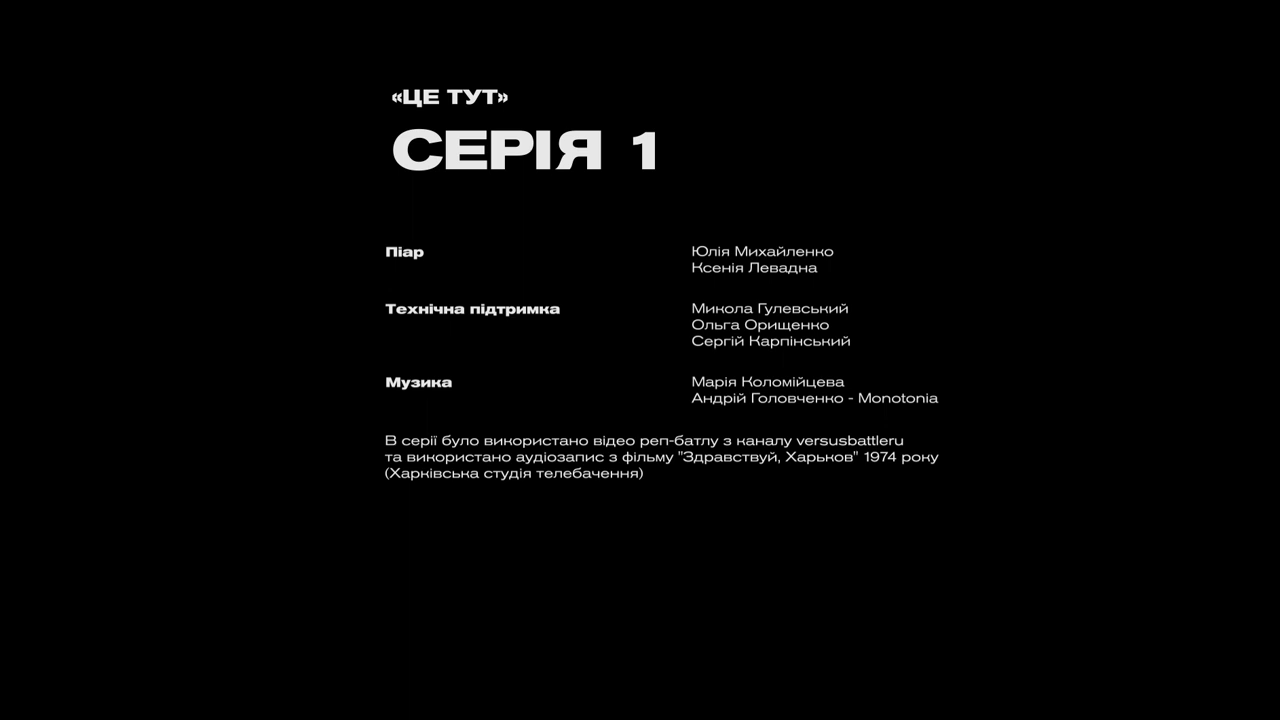 «ЦЕ ТУТ»
СЕРІЯ 1
Піар
Юлія Михайленко
Ксенія Левадна
Технічна підтримка
Микола Гулевський
Ольга Орищенко
Сергій Карпінський
Музика
Марія Коломійцева
Андрій Головченко - Monotonia
В серії було використано відео реп-батлу з каналу versusbattleru
та використано аудіозапис з фільму "Здравствуй, Харьков" 1974 року
(Харківська студія телебачення)